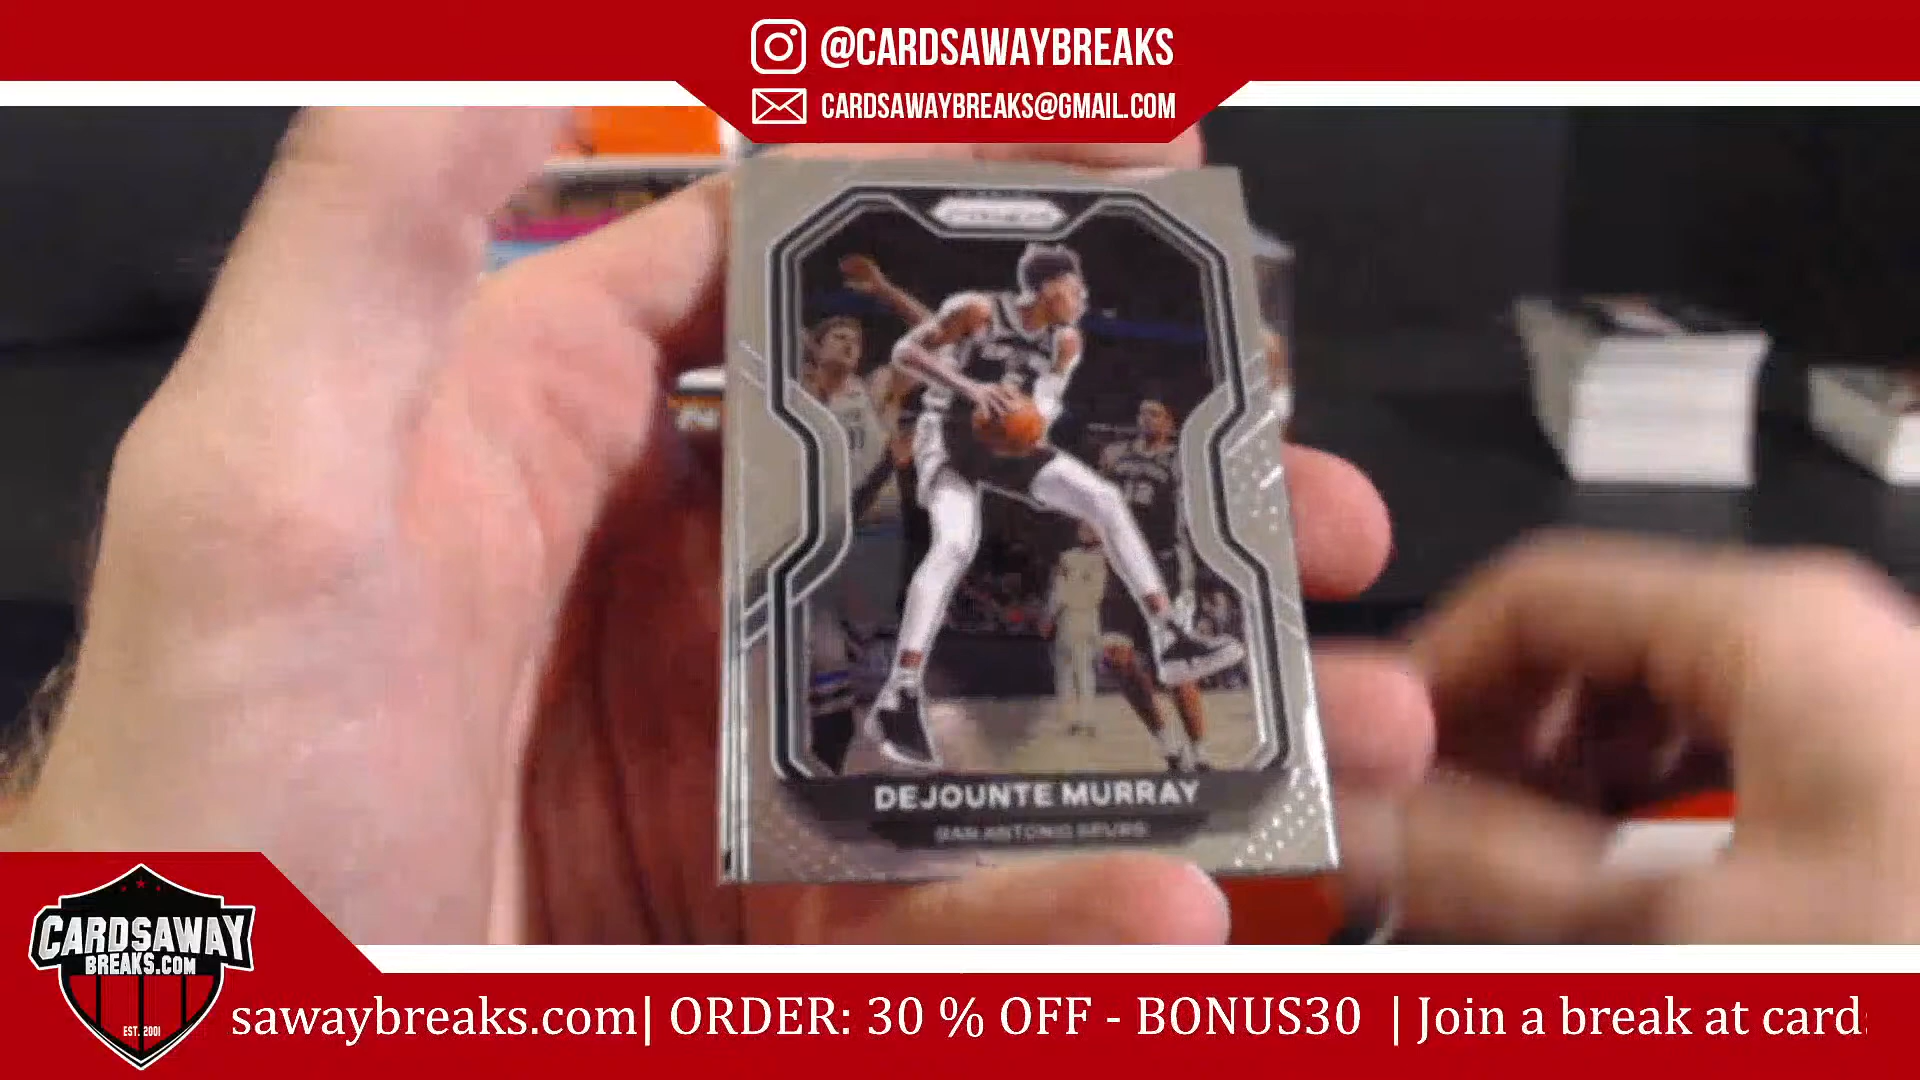 @CARDSAWAYBREAKS
CARDSAWAYBREAKS@GMAIL.COM
DEJOUNTE MURRAY
SAN ANTONIO SPURS
12
CARDSAWAY
BREAKS.COM
EST. 2001
sawaybreaks.com| ORDER: 30 % OFF - BONUS30 | Join a break at card